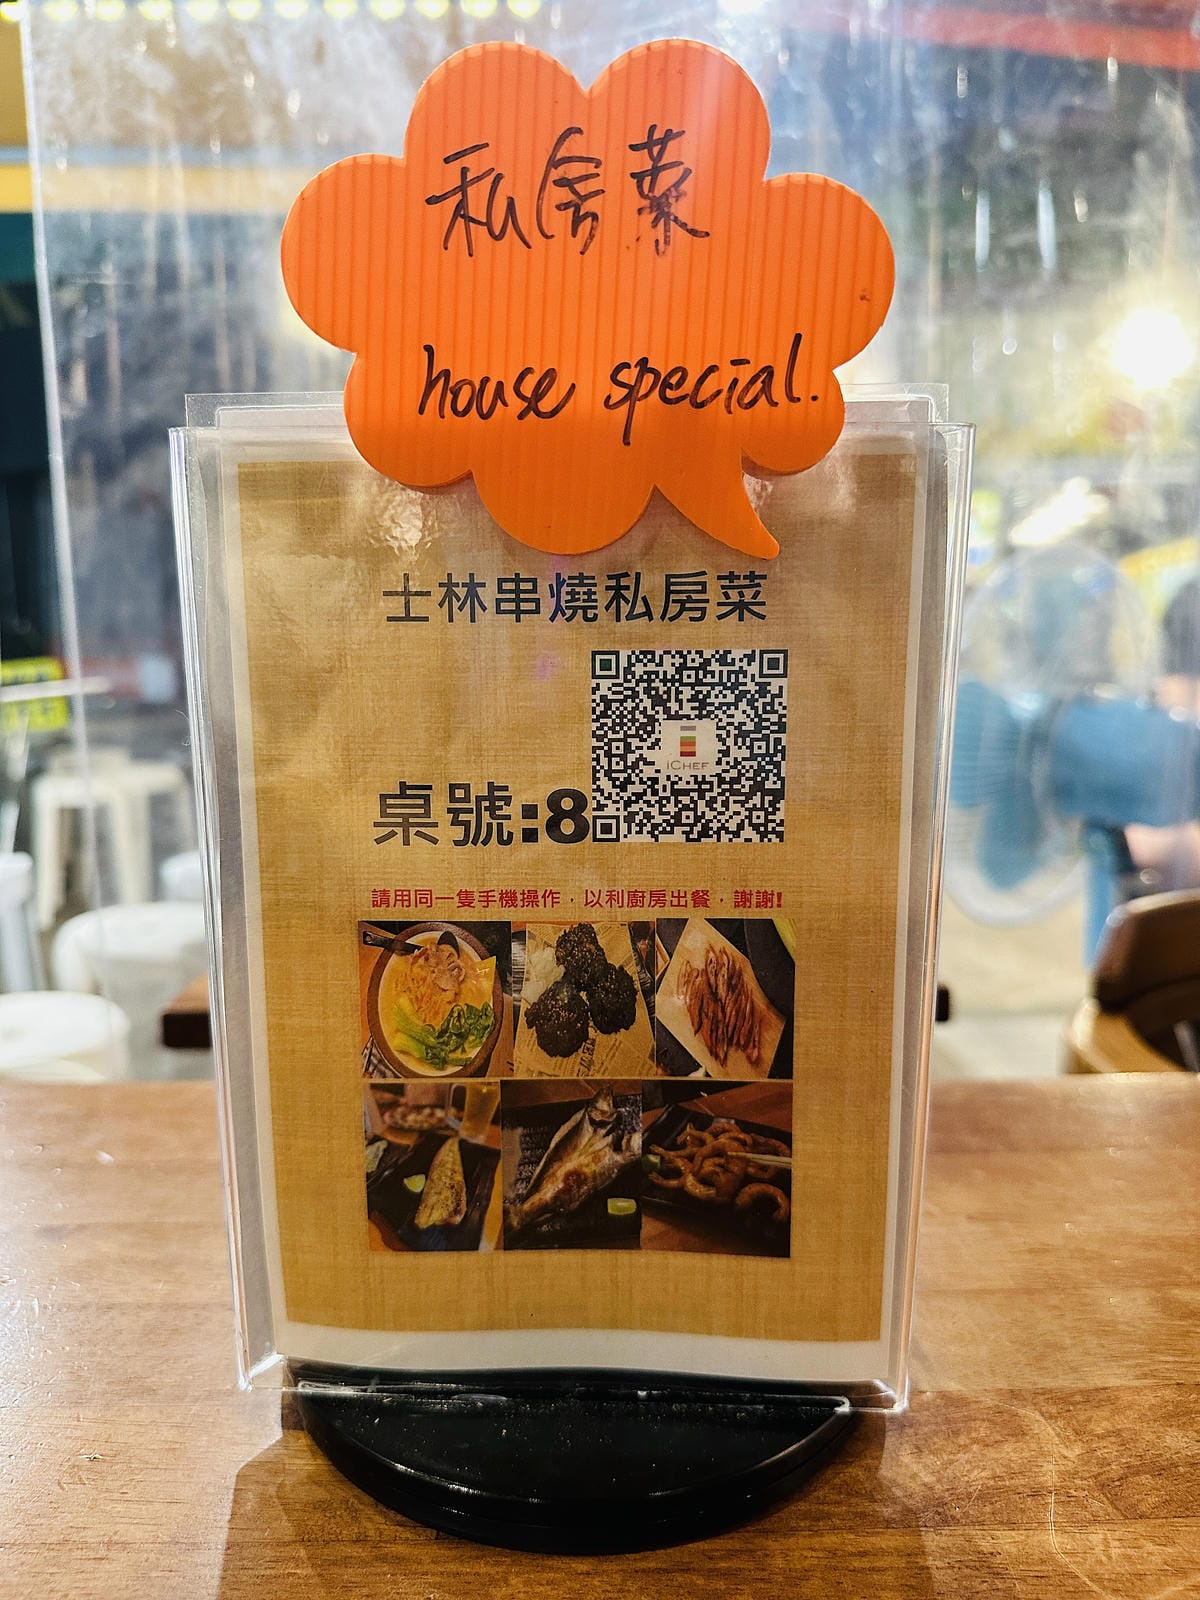 私房菜
house special.
士林串燒私房菜
iCHEF
桌號:8
請用同一隻手機操作，以利廚房出餐，謝謝!